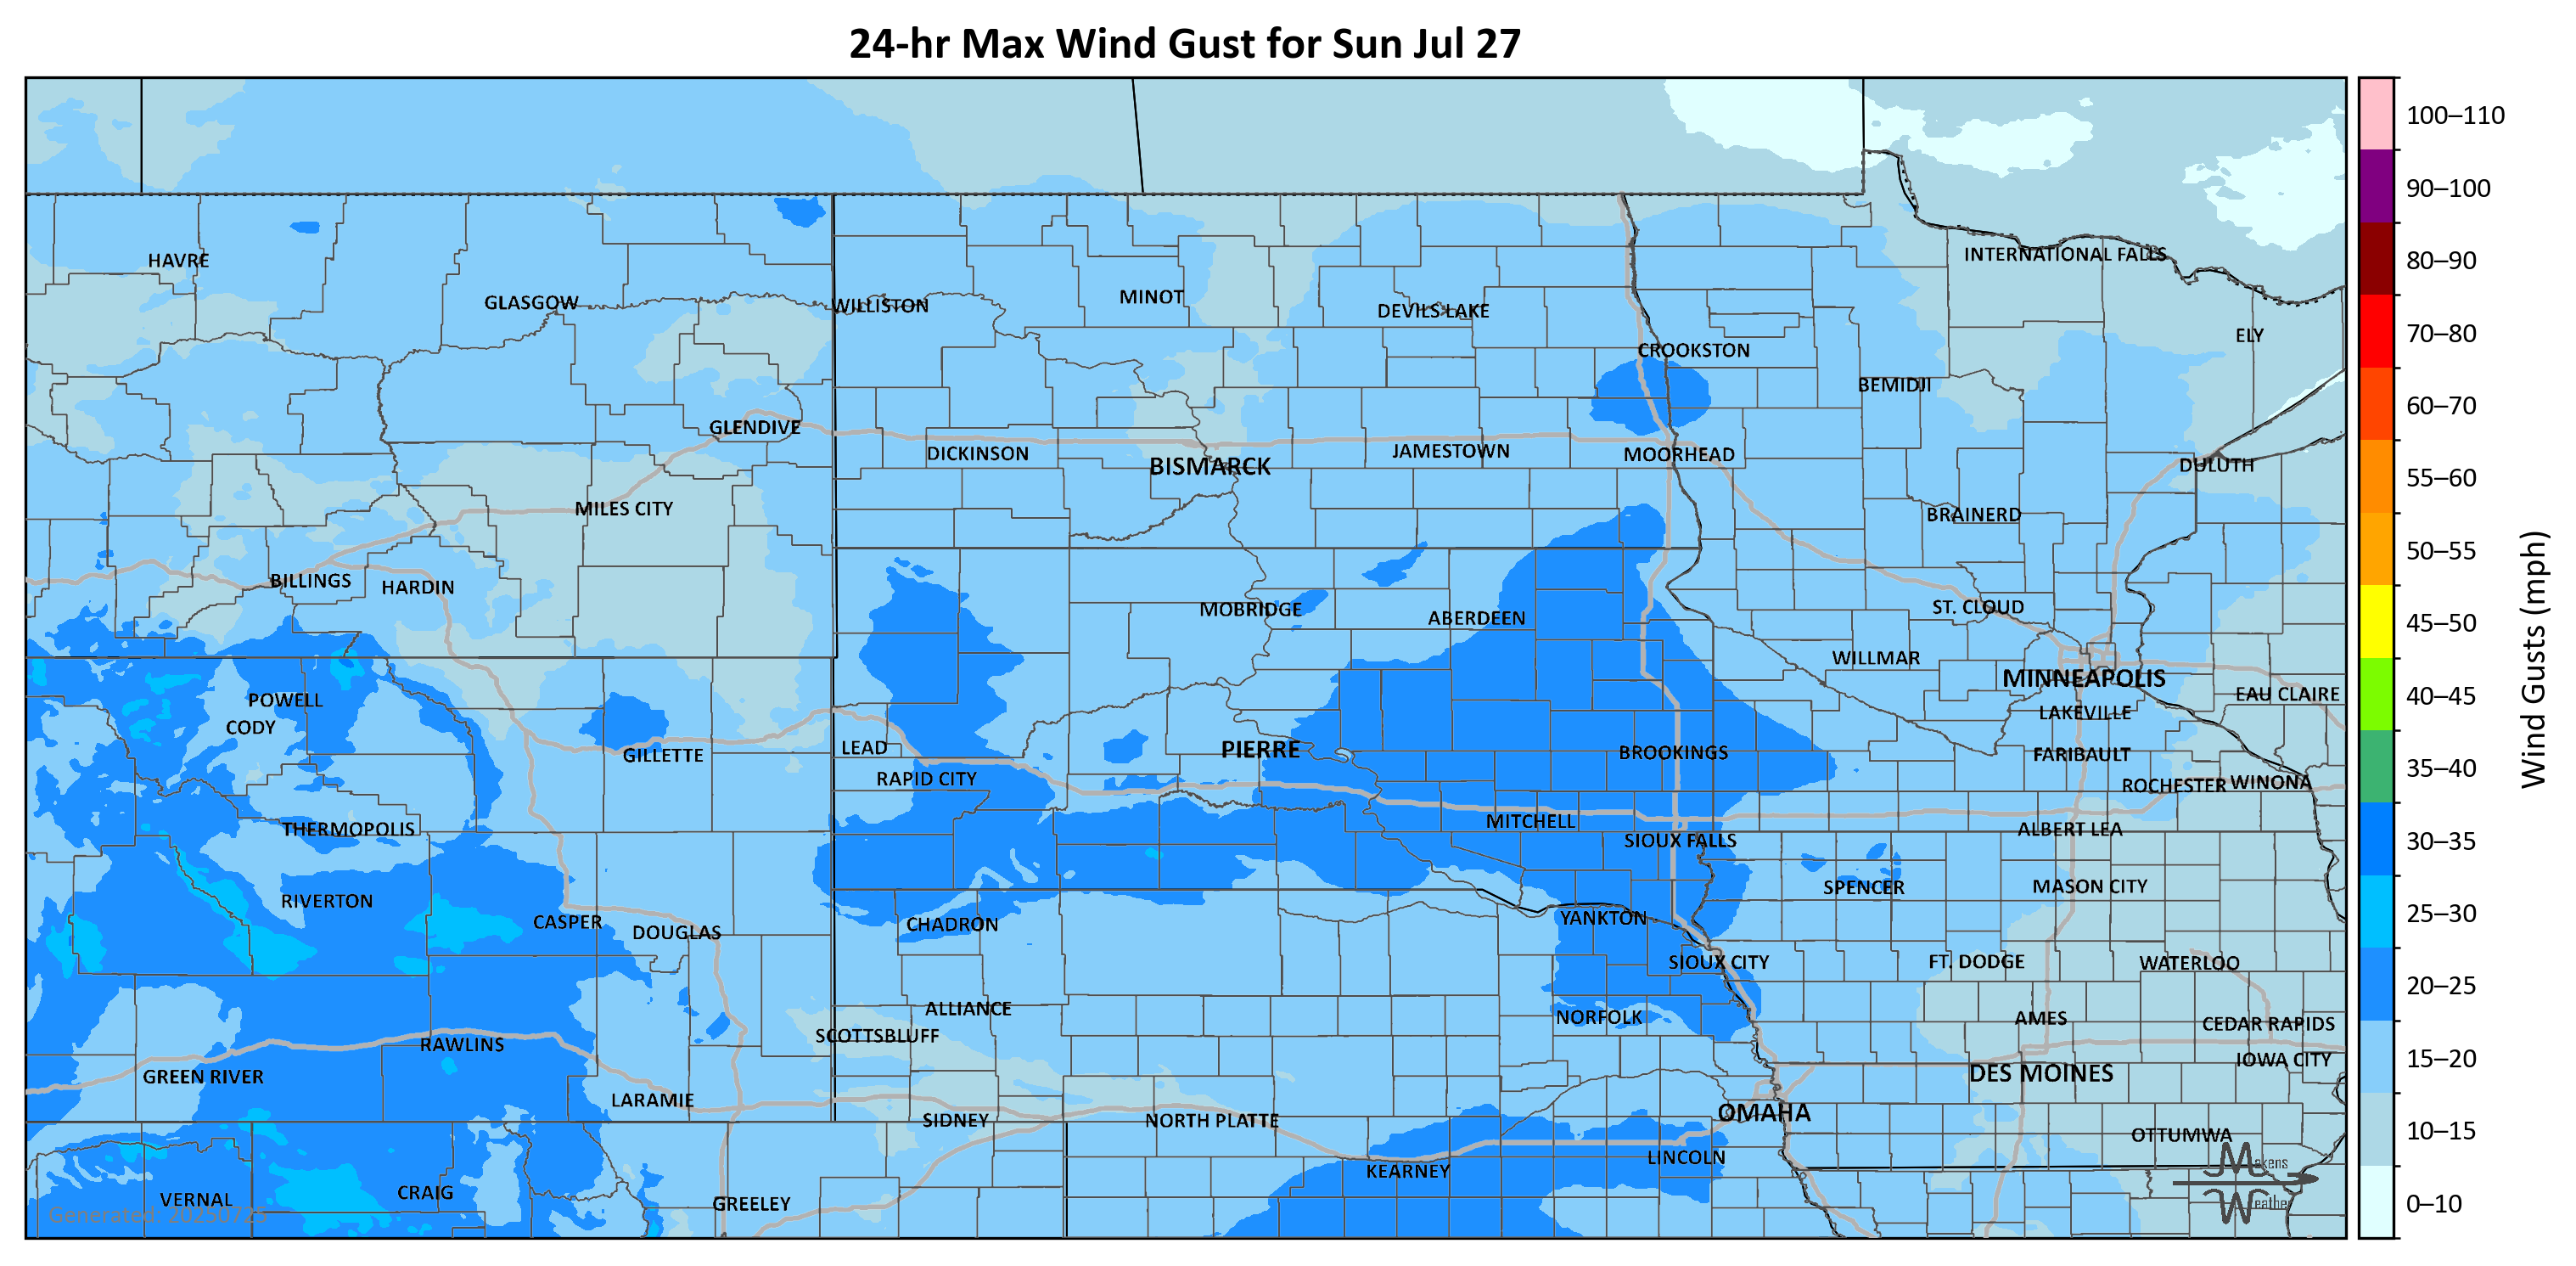 24-hr Max Wind Gust for Sun Jul 27
HAVRE
GLASGOW
WILLISTON
MINOT
DEVILS LAKE
CROOKSTON
INTERNATIONAL FALLS
ELY
BEMIDJI
GLENDIVE
DICKINSON
BISMARCK
JAMESTOWN
MOORHEAD
DULUTH
MILES CITY
BRAINERD
BILLINGS
HARDIN
MOBRIDGE
ABERDEEN
ST. CLOUD
WILLMAR
MINNEAPOLIS
EAU CLAIRE
POWELL
CODY
LAKEVILLE
GILLETTE
LEAD
PIERRE
BROOKINGS
FARIBAULT
RAPID CITY
ROCHESTER
WINONA
THERMOPOLIS
MITCHELL
SIOUX FALLS
ALBERT LEA
RIVERTON
SPENCER
MASON CITY
CASPER
DOUGLAS
CHADRON
YANKTON
SIOUX CITY
FT. DODGE
WATERLOO
ALLIANCE
SCOTTSBLUFF
NORFOLK
AMES
CEDAR RAPIDS
RAWLINS
GREEN RIVER
IOWA CITY
DES MOINES
LARAMIE
SIDNEY
NORTH PLATTE
OMAHA
OTTUMWA
KEARNEY
LINCOLN
VERNAL
CRAIG
GREELEY
Generated: 20250725
Makens
Weather
100–110
90–100
80–90
70–80
60–70
55–60
50–55
45–50
40–45
35–40
30–35
25–30
20–25
15–20
10–15
0–10
Wind Gusts (mph)